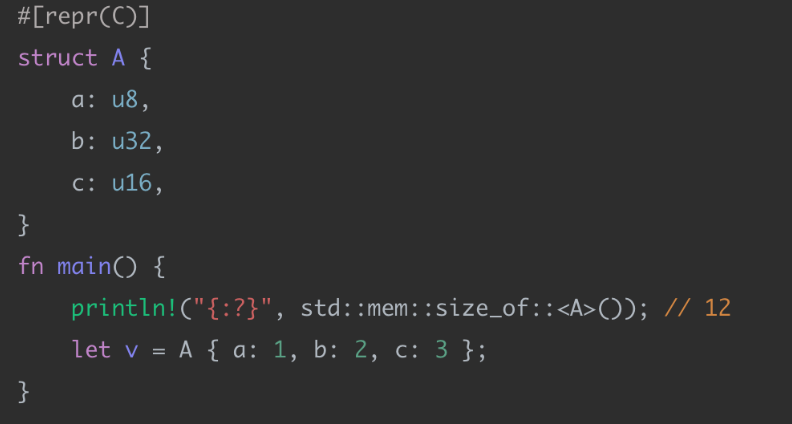 #[repr(C)]
struct A {
    a: u8,
    b: u32,
    c: u16,
}
fn main() {
    println!("{:?}", std::mem::size_of::<A>()); // 12
    let v = A { a: 1, b: 2, c: 3 };
}